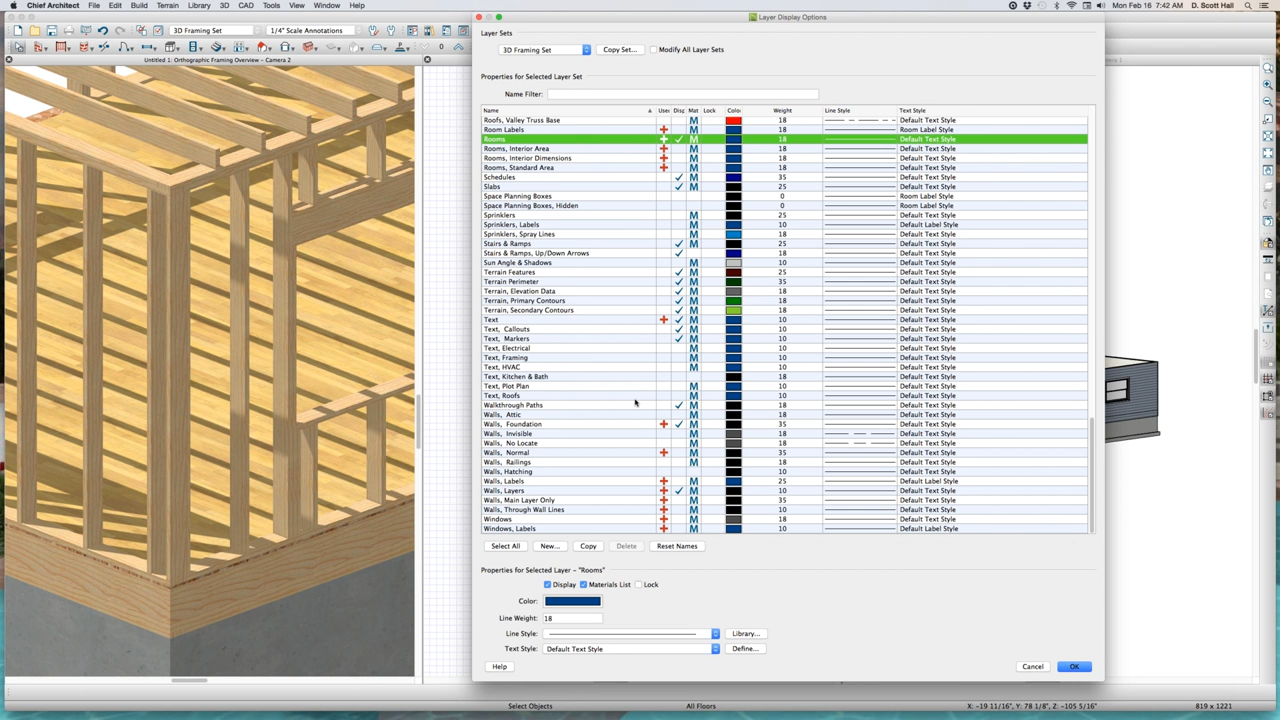 Chief Architect File Edit Build Terrain Library 3D CAD Tools View Window Help Mon Feb 16 7:42 AM D. Scott Hall
Layer Display Options
3D Framing Set 1/4" Scale Annotations
Untitled 1: Orthographic Framing Overview - Camera 2
Layer Sets
3D Framing Set Copy Set... Modify All Layer Sets
Properties for Selected Layer Set
Name Filter:
Name Used Disp Mat Lock Color Weight Line Style Text Style
Roofs, Valley Truss Base M 18 Default Text Style
Room Labels M 18 Room Label Style
Rooms M 18 Default Text Style
Rooms, Interior Area M 18 Default Text Style
Rooms, Interior Dimensions M 18 Default Text Style
Rooms, Standard Area M 18 Default Text Style
Schedules M 35 Default Text Style
Slabs M 25 Default Text Style
Space Planning Boxes 0 Room Label Style
Space Planning Boxes, Hidden 0 Room Label Style
Sprinklers M 25 Default Text Style
Sprinklers, Labels M 10 Default Label Style
Sprinklers, Spray Lines M 18 Default Text Style
Stairs & Ramps M 25 Default Text Style
Stairs & Ramps, Up/Down Arrows 18 Default Text Style
Sun Angle & Shadows M 10 Default Text Style
Terrain Features M 25 Default Text Style
Terrain Perimeter M 35 Default Text Style
Terrain, Elevation Data M 18 Default Text Style
Terrain, Primary Contours M 18 Default Text Style
Terrain, Secondary Contours M 18 Default Text Style
Text M 10 Default Text Style
Text, Callouts M 10 Default Text Style
Text, Markers M 10 Default Text Style
Text, Electrical M 10 Default Text Style
Text, Framing M 10 Default Text Style
Text, HVAC M 10 Default Text Style
Text, Kitchen & Bath 18 Default Text Style
Text, Plot Plan M 10 Default Text Style
Text, Roofs M 10 Default Text Style
Walkthrough Paths M 18 Default Text Style
Walls, Attic M 18 Default Text Style
Walls, Foundation M 35 Default Text Style
Walls, Invisible M 18 Default Text Style
Walls, No Locate M 18 Default Text Style
Walls, Normal M 35 Default Text Style
Walls, Railings M 18 Default Text Style
Walls, Hatching 10 Default Text Style
Walls, Labels M 25 Default Label Style
Walls, Layers M 10 Default Text Style
Walls, Main Layer Only M 35 Default Text Style
Walls, Through Wall Lines M 10 Default Text Style
Windows M 18 Default Text Style
Windows, Labels M 10 Default Label Style
Select All New... Copy Delete Reset Names
Properties for Selected Layer - "Rooms"
Display Materials List Lock
Color:
Line Weight: 18
Line Style: Library...
Text Style: Default Text Style Define...
Help Cancel OK
Select Objects All Floors X: -19 11/16", Y: 78 1/8", Z: -105 5/16" 819 x 1221